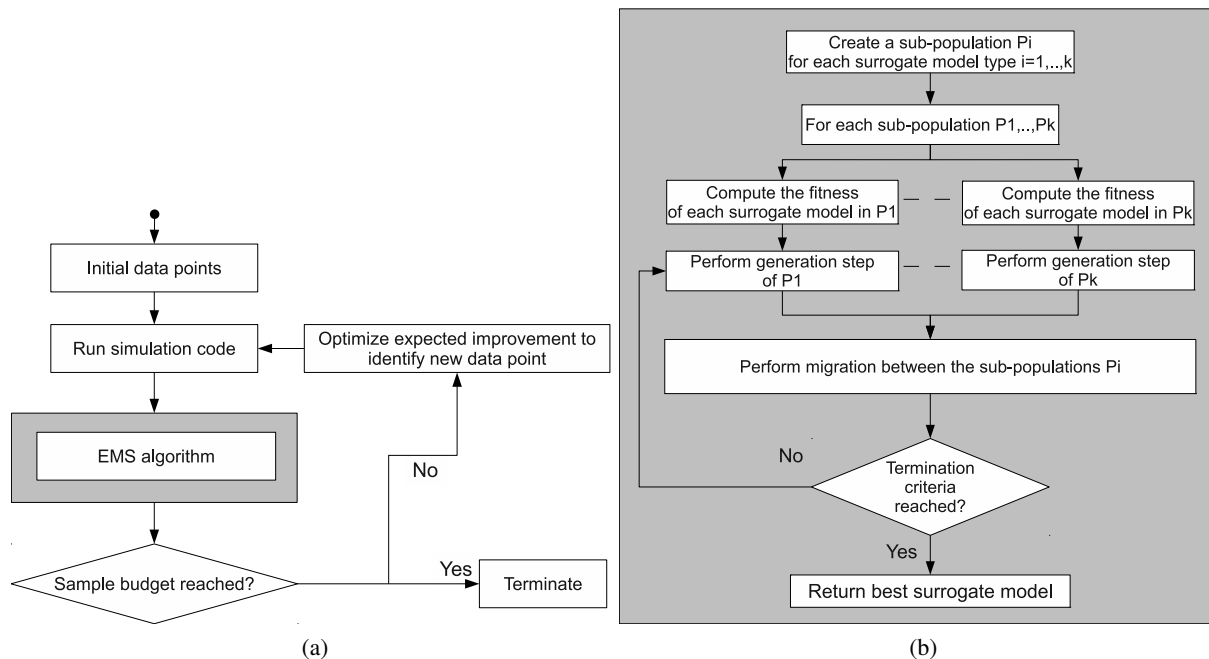 Initial data points
Run simulation code
Optimize expected improvement to
identify new data point
EMS algorithm
No
Sample budget reached?
Yes
Terminate
(a)
Create a sub-population Pi
for each surrogate model type i=1,..,k
For each sub-population P1,..,Pk
Compute the fitness
of each surrogate model in P1
Compute the fitness
of each surrogate model in Pk
Perform generation step
of P1
Perform generation step
of Pk
Perform migration between the sub-populations Pi
No
Termination
criteria
reached?
Yes
Return best surrogate model
(b)